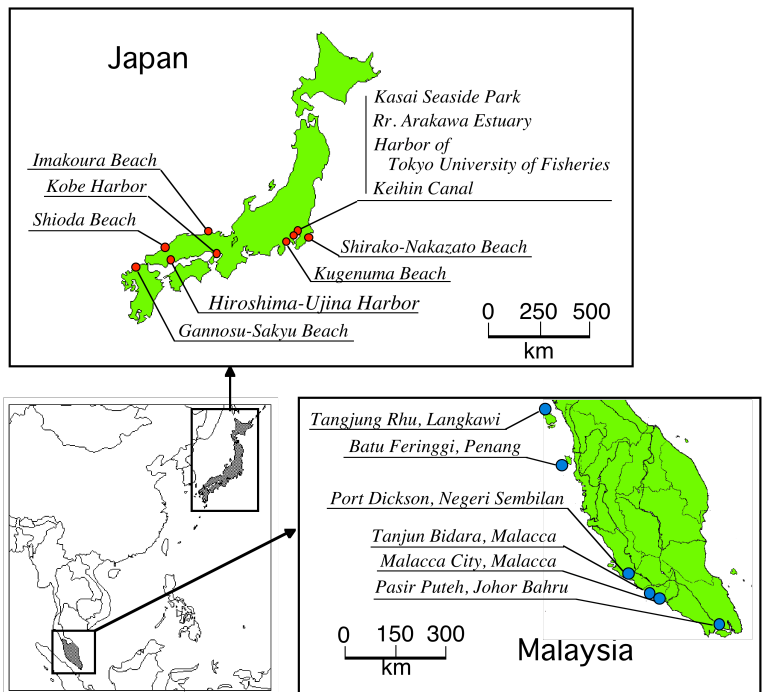 Japan
Kasai Seaside Park
Rr. Arakawa Estuary
Harbor of
Tokyo University of Fisheries
Keihin Canal
Imakoura Beach
Kobe Harbor
Shioda Beach
Shirako-Nakazato Beach
Kugenuma Beach
Hiroshima-Ujina Harbor
Gannosu-Sakyu Beach
0 250 500
km
Tangjung Rhu, Langkawi
Batu Feringgi, Penang
Port Dickson, Negeri Sembilan
Tanjun Bidara, Malacca
Malacca City, Malacca
Pasir Puteh, Johor Bahru
0 150 300
km
Malaysia